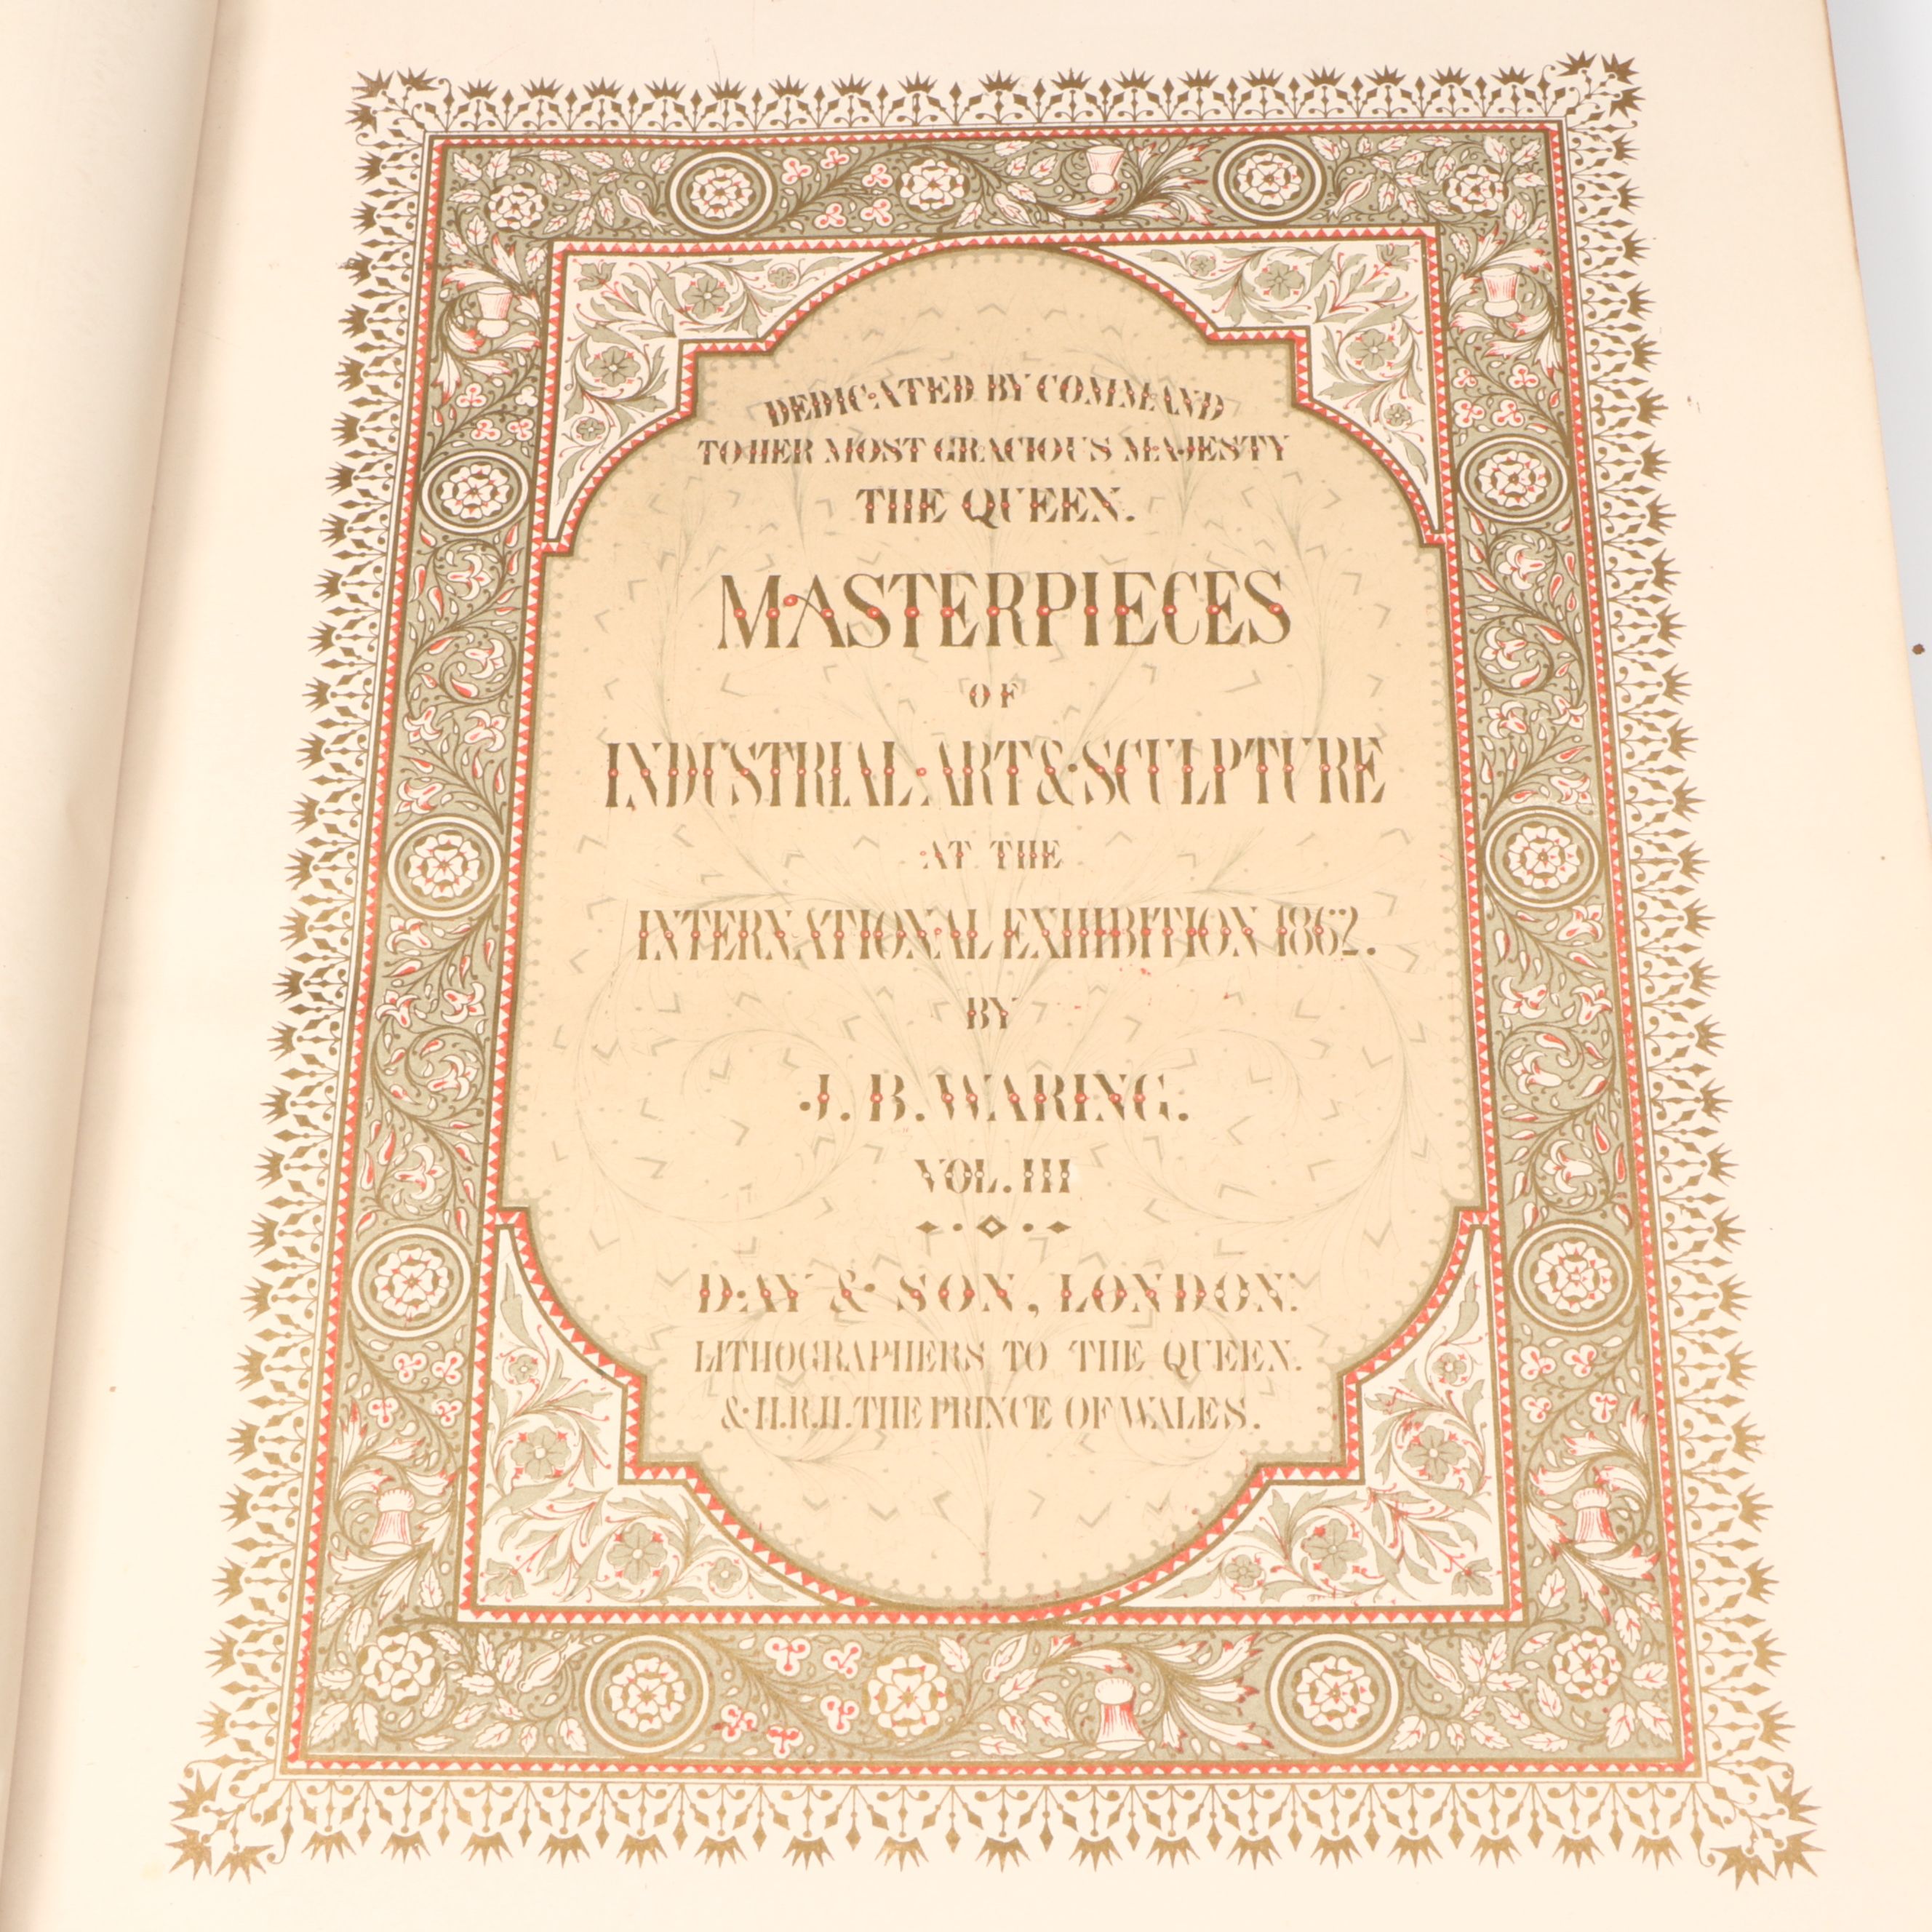 DEDICATED BY COMMAND
TO HER MOST GRACIOUS MAJESTY
THE QUEEN.
MASTERPIECES
OF
INDUSTRIAL ART & SCULPTURE
AT THE
INTERNATIONAL EXHIBITION 1862.
BY
J. B. WARING.
VOL. III
DAY & SON, LONDON.
LITHOGRAPHERS TO THE QUEEN.
& H.R.H. THE PRINCE OF WALES.